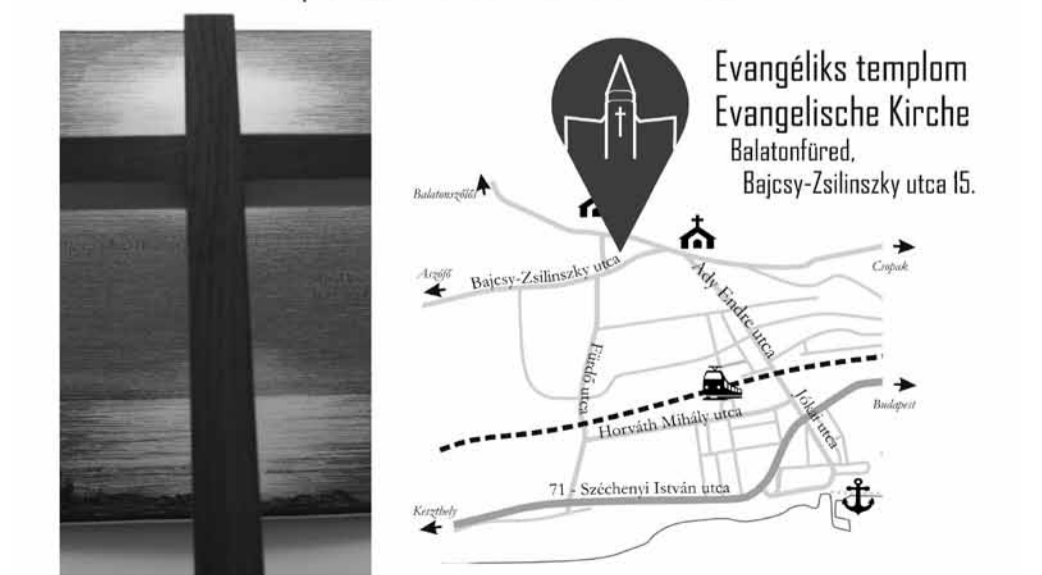 Evangéliks templom
Evangelische Kirche
Balatonfüred,
Bajcsy-Zsilinszky utca 15.
Balatonszőlős
Aszófő
Bajcsy-Zsilinszky utca
Csopak
Ady Endre utca
Fürdő utca
Horváth Mihály utca
Jókai utca
Budapest
71 - Széchenyi István utca
Keszthely